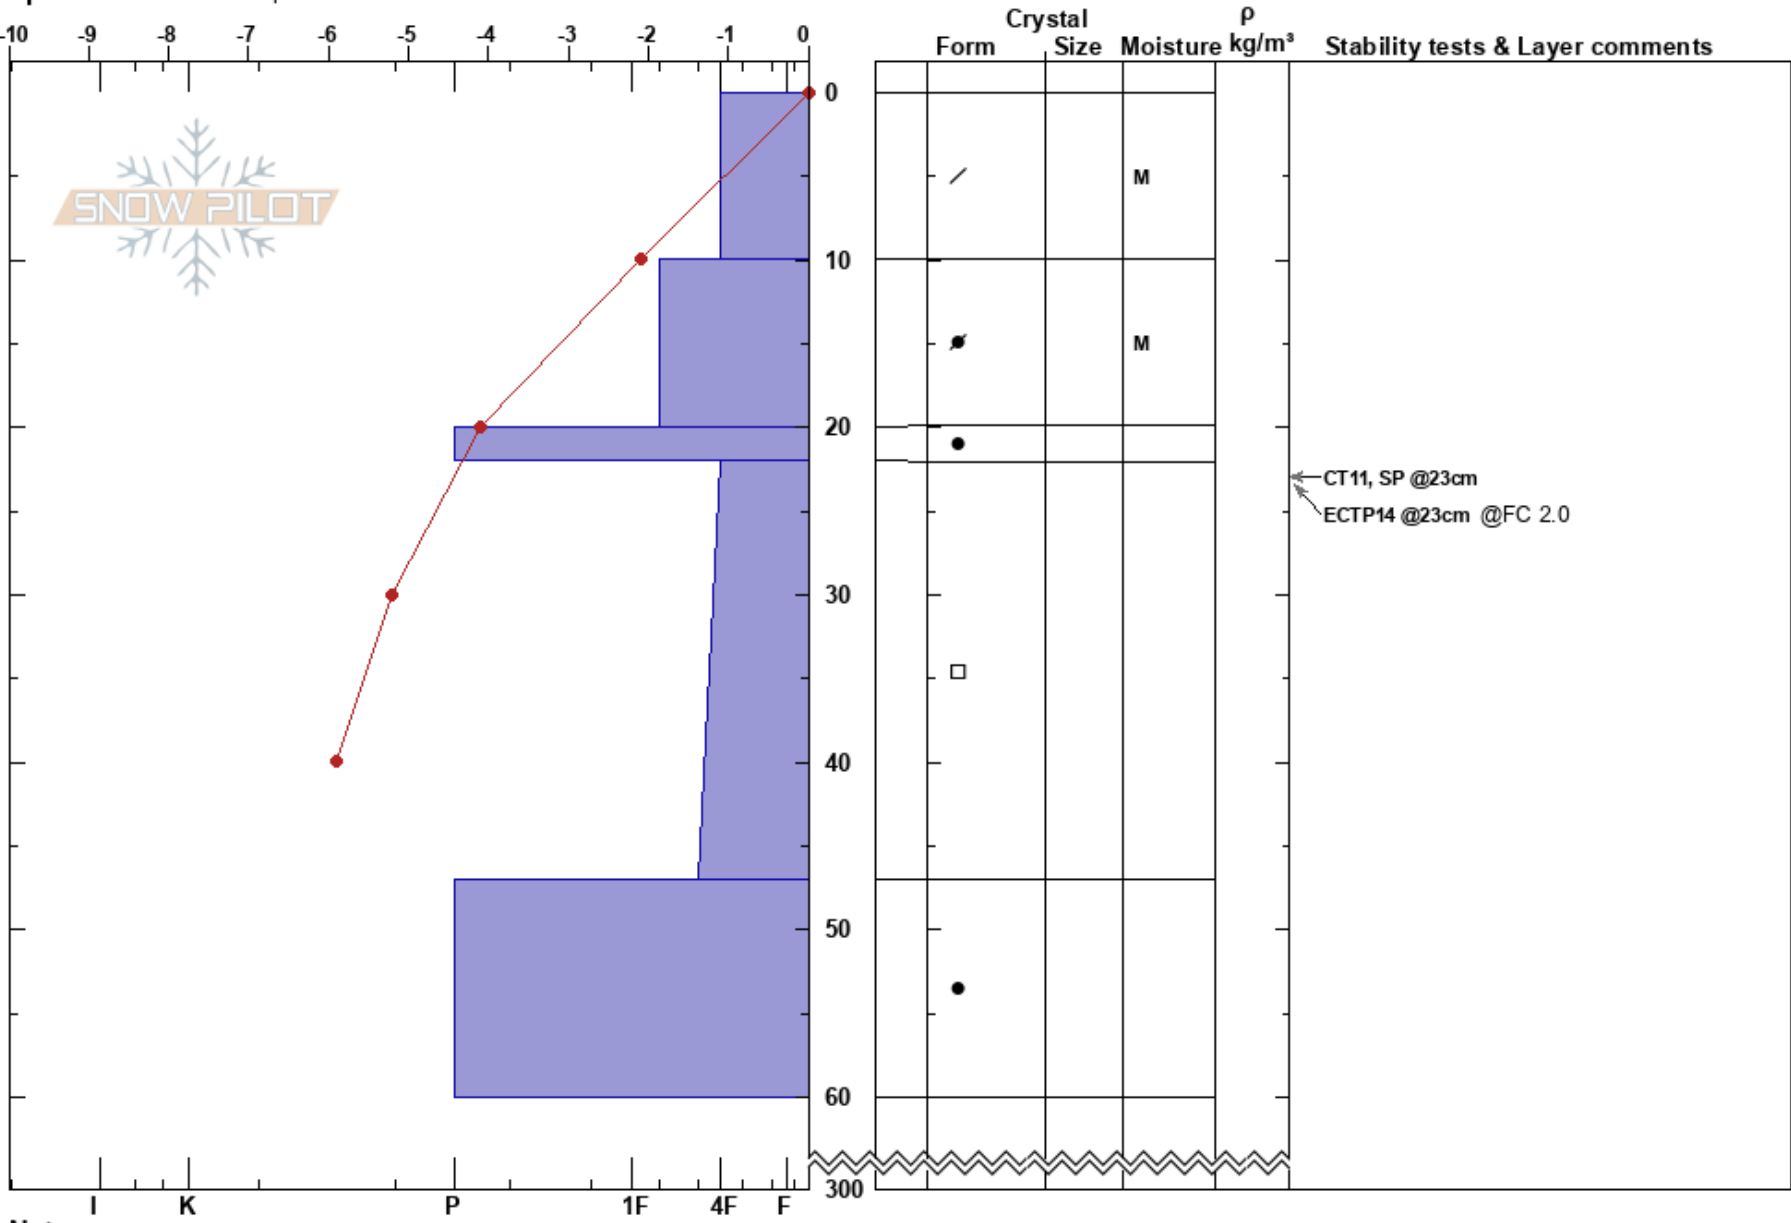 Crystal ρ
Form Size Moisture kg/m³ Stability tests & Layer comments
-10 -9 -8 -7 -6 -5 -4 -3 -2 -1 0
0
SNOW PILOT
M
10
M
20
CT11, SP @23cm
ECTP14 @23cm @FC 2.0
30
40
50
60
300
I K P 1F 4F F